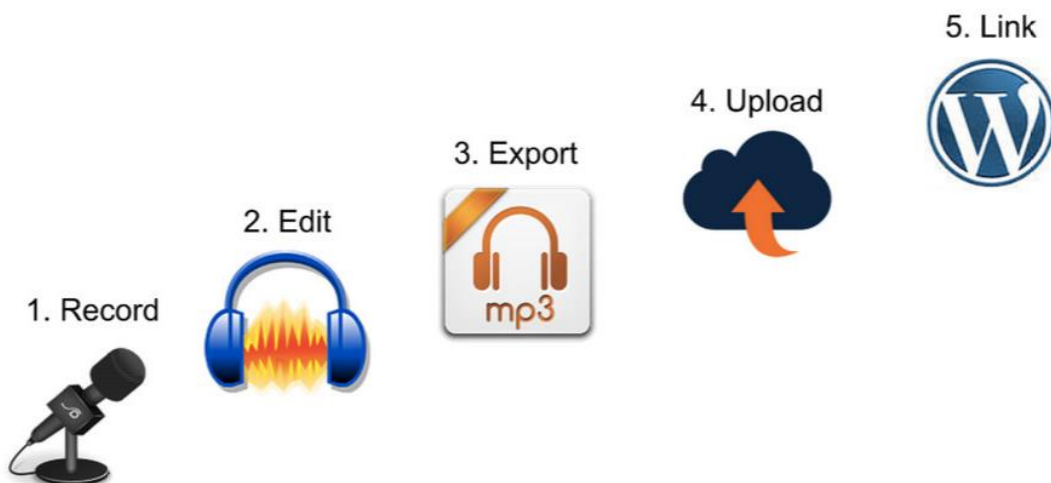 1. Record
2. Edit
3. Export
mp3
4. Upload
5. Link
W